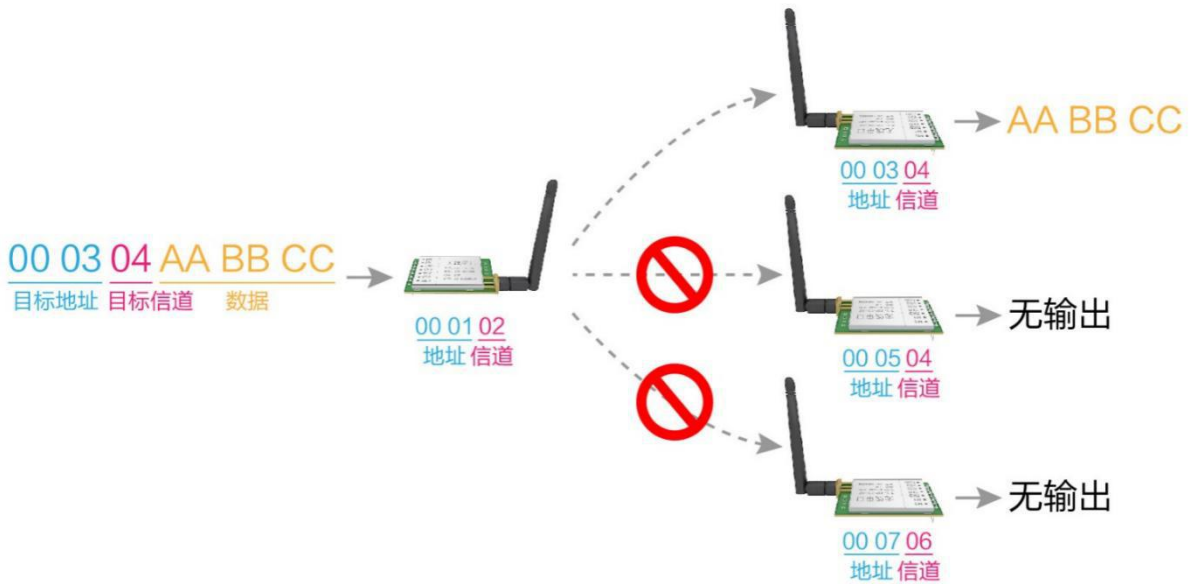 00 03 04 AA BB CC
目标地址 目标信道 数据
00 01 02
地址 信道
AA BB CC
00 03 04
地址 信道
无输出
00 05 04
地址 信道
无输出
00 07 06
地址 信道